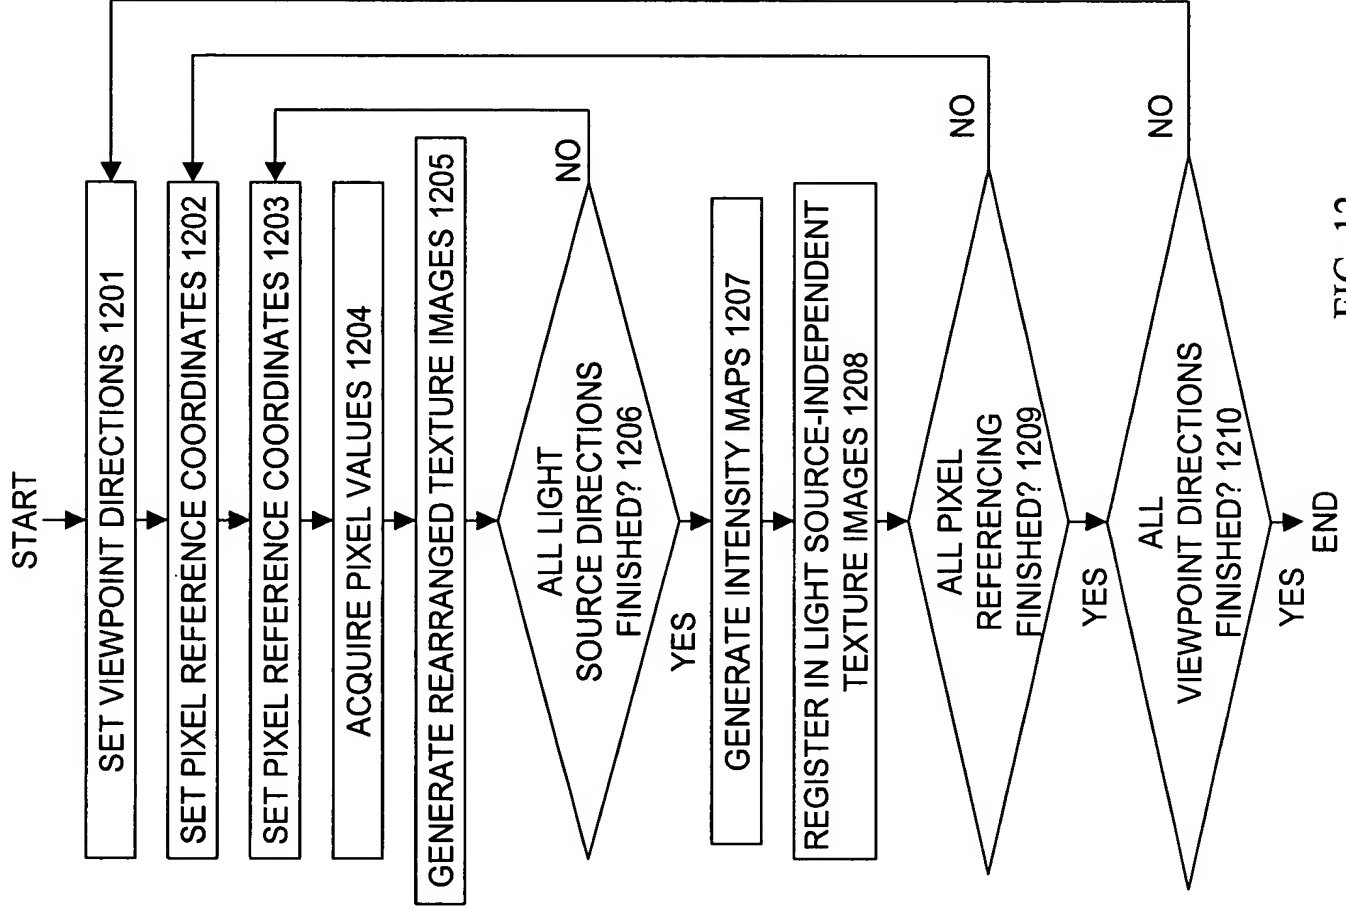 START
SET VIEWPOINT DIRECTIONS 1201
SET PIXEL REFERENCE COORDINATES 1202
SET PIXEL REFERENCE COORDINATES 1203
ACQUIRE PIXEL VALUES 1204
GENERATE REARRANGED TEXTURE IMAGES 1205
ALL LIGHT
SOURCE DIRECTIONS
FINISHED? 1206
NO
YES
GENERATE INTENSITY MAPS 1207
REGISTER IN LIGHT SOURCE-INDEPENDENT
TEXTURE IMAGES 1208
ALL PIXEL
REFERENCING
FINISHED? 1209
NO
YES
ALL
VIEWPOINT DIRECTIONS
FINISHED? 1210
NO
YES
END
FIG. 12